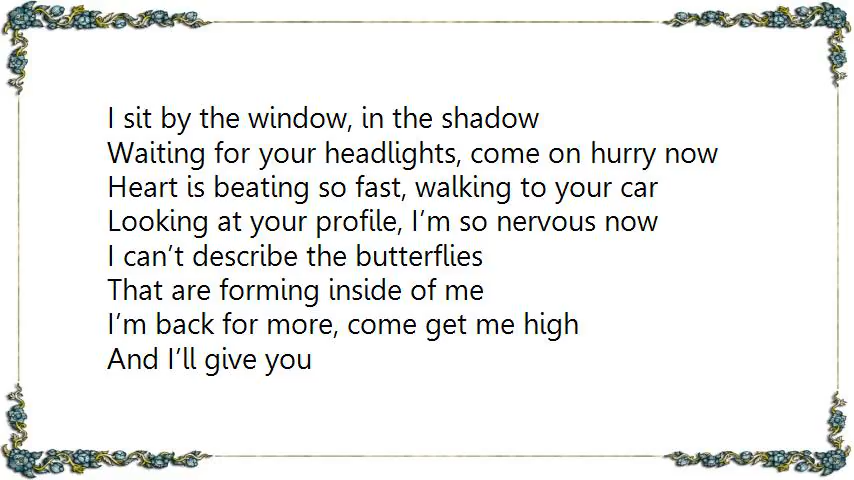 I sit by the window, in the shadow
Waiting for your headlights, come on hurry now
Heart is beating so fast, walking to your car
Looking at your profile, I’m so nervous now
I can’t describe the butterflies
That are forming inside of me
I’m back for more, come get me high
And I’ll give you